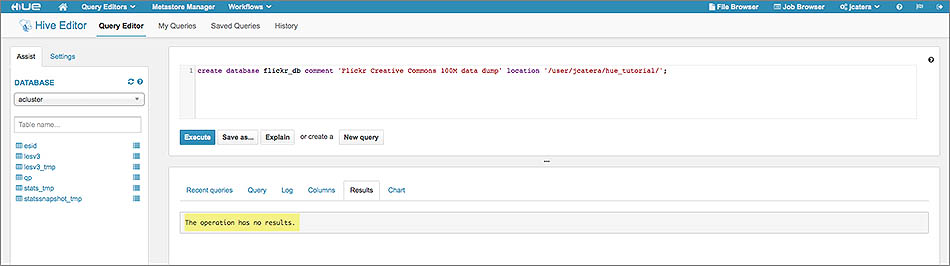 HUE Query Editors Metastore Manager Workflows File Browser Job Browser jcatera
Hive Editor Query Editor My Queries Saved Queries History
Assist Settings
DATABASE
acluster
Table name...
esid
lesv3
lesv3_tmp
qp
stats_tmp
statssnapshot_tmp
1 create database flickr_db comment 'Flickr Creative Commons 100M data dump' location '/user/jcatera/hue_tutorial/';
Execute Save as... Explain or create a New query
Recent queries Query Log Columns Results Chart
The operation has no results.